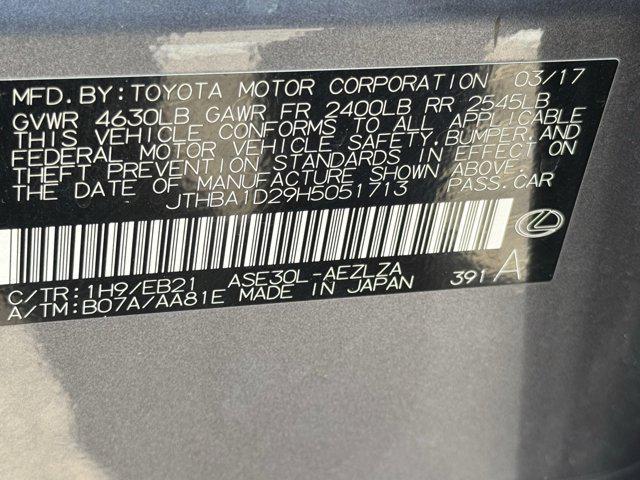 MFD.BY:TOYOTA MOTOR CORPORATION 03/17
GVWR 4630LB GAWR FR 2400LB RR 2545LB
THIS VEHICLE CONFORMS TO ALL APPLICABLE
FEDERAL MOTOR VEHICLE SAFETY,BUMPER,AND
THEFT PREVENTION STANDARDS IN EFFECT ON
THE DATE OF MANUFACTURE SHOWN ABOVE.
JTHBA1D29H5051713 PASS.CAR
C/TR:1H9/EB21 ASE30L-AEZLZA
A/TM:B07A/AA81E MADE IN JAPAN 391 A